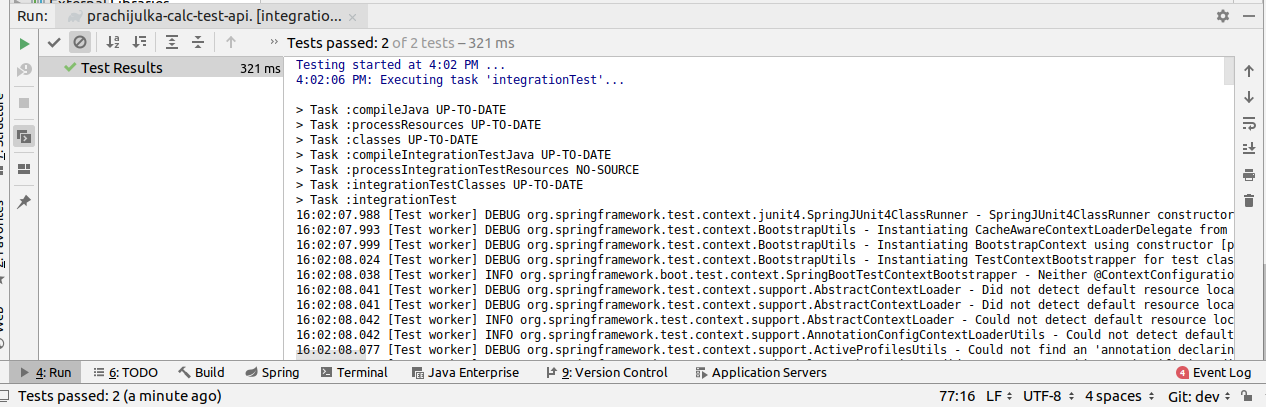 External Libraries
Run: prachijulka-calc-test-api. [integratio...
Tests passed: 2 of 2 tests – 321 ms
Test Results 321 ms
Testing started at 4:02 PM ...
4:02:06 PM: Executing task 'integrationTest'...
> Task :compileJava UP-TO-DATE
> Task :processResources UP-TO-DATE
> Task :classes UP-TO-DATE
> Task :compileIntegrationTestJava UP-TO-DATE
> Task :processIntegrationTestResources NO-SOURCE
> Task :integrationTestClasses UP-TO-DATE
> Task :integrationTest
16:02:07.988 [Test worker] DEBUG org.springframework.test.context.junit4.SpringJUnit4ClassRunner - SpringJUnit4ClassRunner constructor
16:02:07.993 [Test worker] DEBUG org.springframework.test.context.BootstrapUtils - Instantiating CacheAwareContextLoaderDelegate from
16:02:07.999 [Test worker] DEBUG org.springframework.test.context.BootstrapUtils - Instantiating BootstrapContext using constructor [p
16:02:08.024 [Test worker] DEBUG org.springframework.test.context.BootstrapUtils - Instantiating TestContextBootstrapper for test clas
16:02:08.038 [Test worker] INFO org.springframework.boot.test.context.SpringBootTestContextBootstrapper - Neither @ContextConfiguratio
16:02:08.041 [Test worker] DEBUG org.springframework.test.context.support.AbstractContextLoader - Did not detect default resource loca
16:02:08.041 [Test worker] DEBUG org.springframework.test.context.support.AbstractContextLoader - Did not detect default resource loca
16:02:08.042 [Test worker] INFO org.springframework.test.context.support.AbstractContextLoader - Could not detect default resource loc
16:02:08.042 [Test worker] INFO org.springframework.test.context.support.AnnotationConfigContextLoaderUtils - Could not detect default
16:02:08.077 [Test worker] DEBUG org.springframework.test.context.support.ActiveProfilesUtils - Could not find an 'annotation declarin
Z: Structure
2: Favorites
Web
4: Run 6: TODO Build Spring Terminal Java Enterprise 9: Version Control Application Servers 4 Event Log
Tests passed: 2 (a minute ago) 77:16 LF UTF-8 4 spaces Git: dev